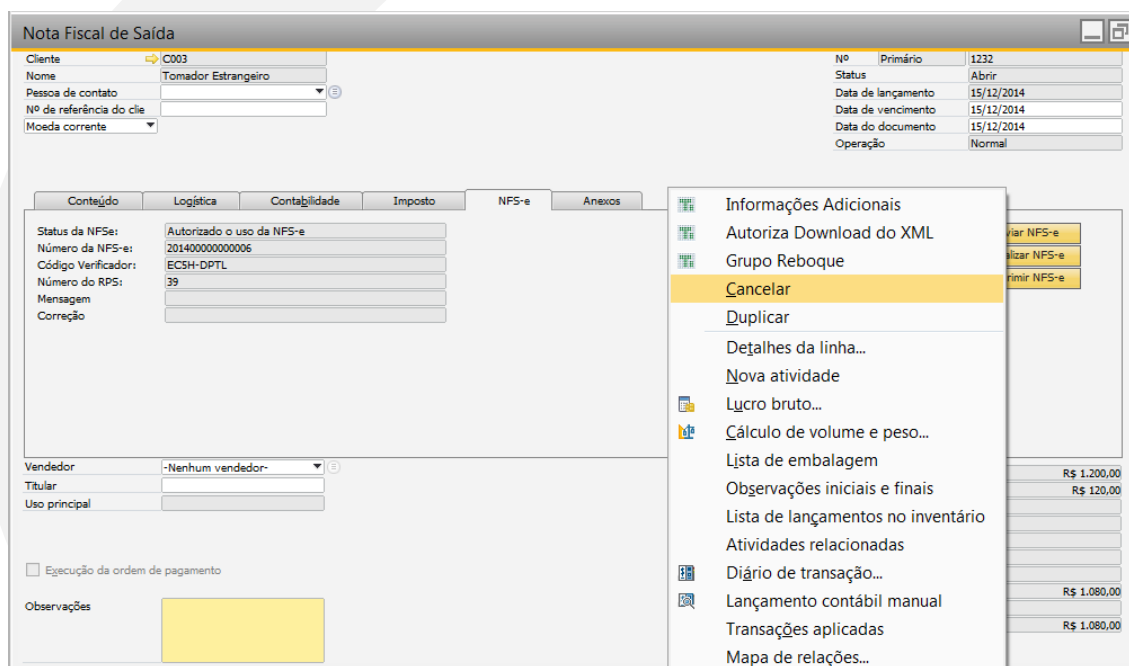 Nota Fiscal de Saída
Cliente C003
Nome Tomador Estrangeiro
Pessoa de contato
Nº de referência do clie
Moeda corrente
Nº Primário 1232
Status Abrir
Data de lançamento 15/12/2014
Data de vencimento 15/12/2014
Data do documento 15/12/2014
Operação Normal
Conteúdo Logística Contabilidade Imposto NFS-e Anexos
Status da NFSe: Autorizado o uso da NFS-e
Número da NFS-e: 201400000000006
Código Verificador: EC5H-DPTL
Número do RPS: 39
Mensagem
Correção
Informações Adicionais
Autoriza Download do XML
Grupo Reboque
Cancelar
Duplicar
Detalhes da linha...
Nova atividade
Lucro bruto...
Cálculo de volume e peso...
Lista de embalagem
Observações iniciais e finais
Lista de lançamentos no inventário
Atividades relacionadas
Diário de transação...
Lançamento contábil manual
Transações aplicadas
Mapa de relações...
viar NFS-e
alizar NFS-e
rimir NFS-e
Vendedor -Nenhum vendedor-
Titular
Uso principal
Execução da ordem de pagamento
Observações
R$ 1.200,00
R$ 120,00
R$ 1.080,00
R$ 1.080,00